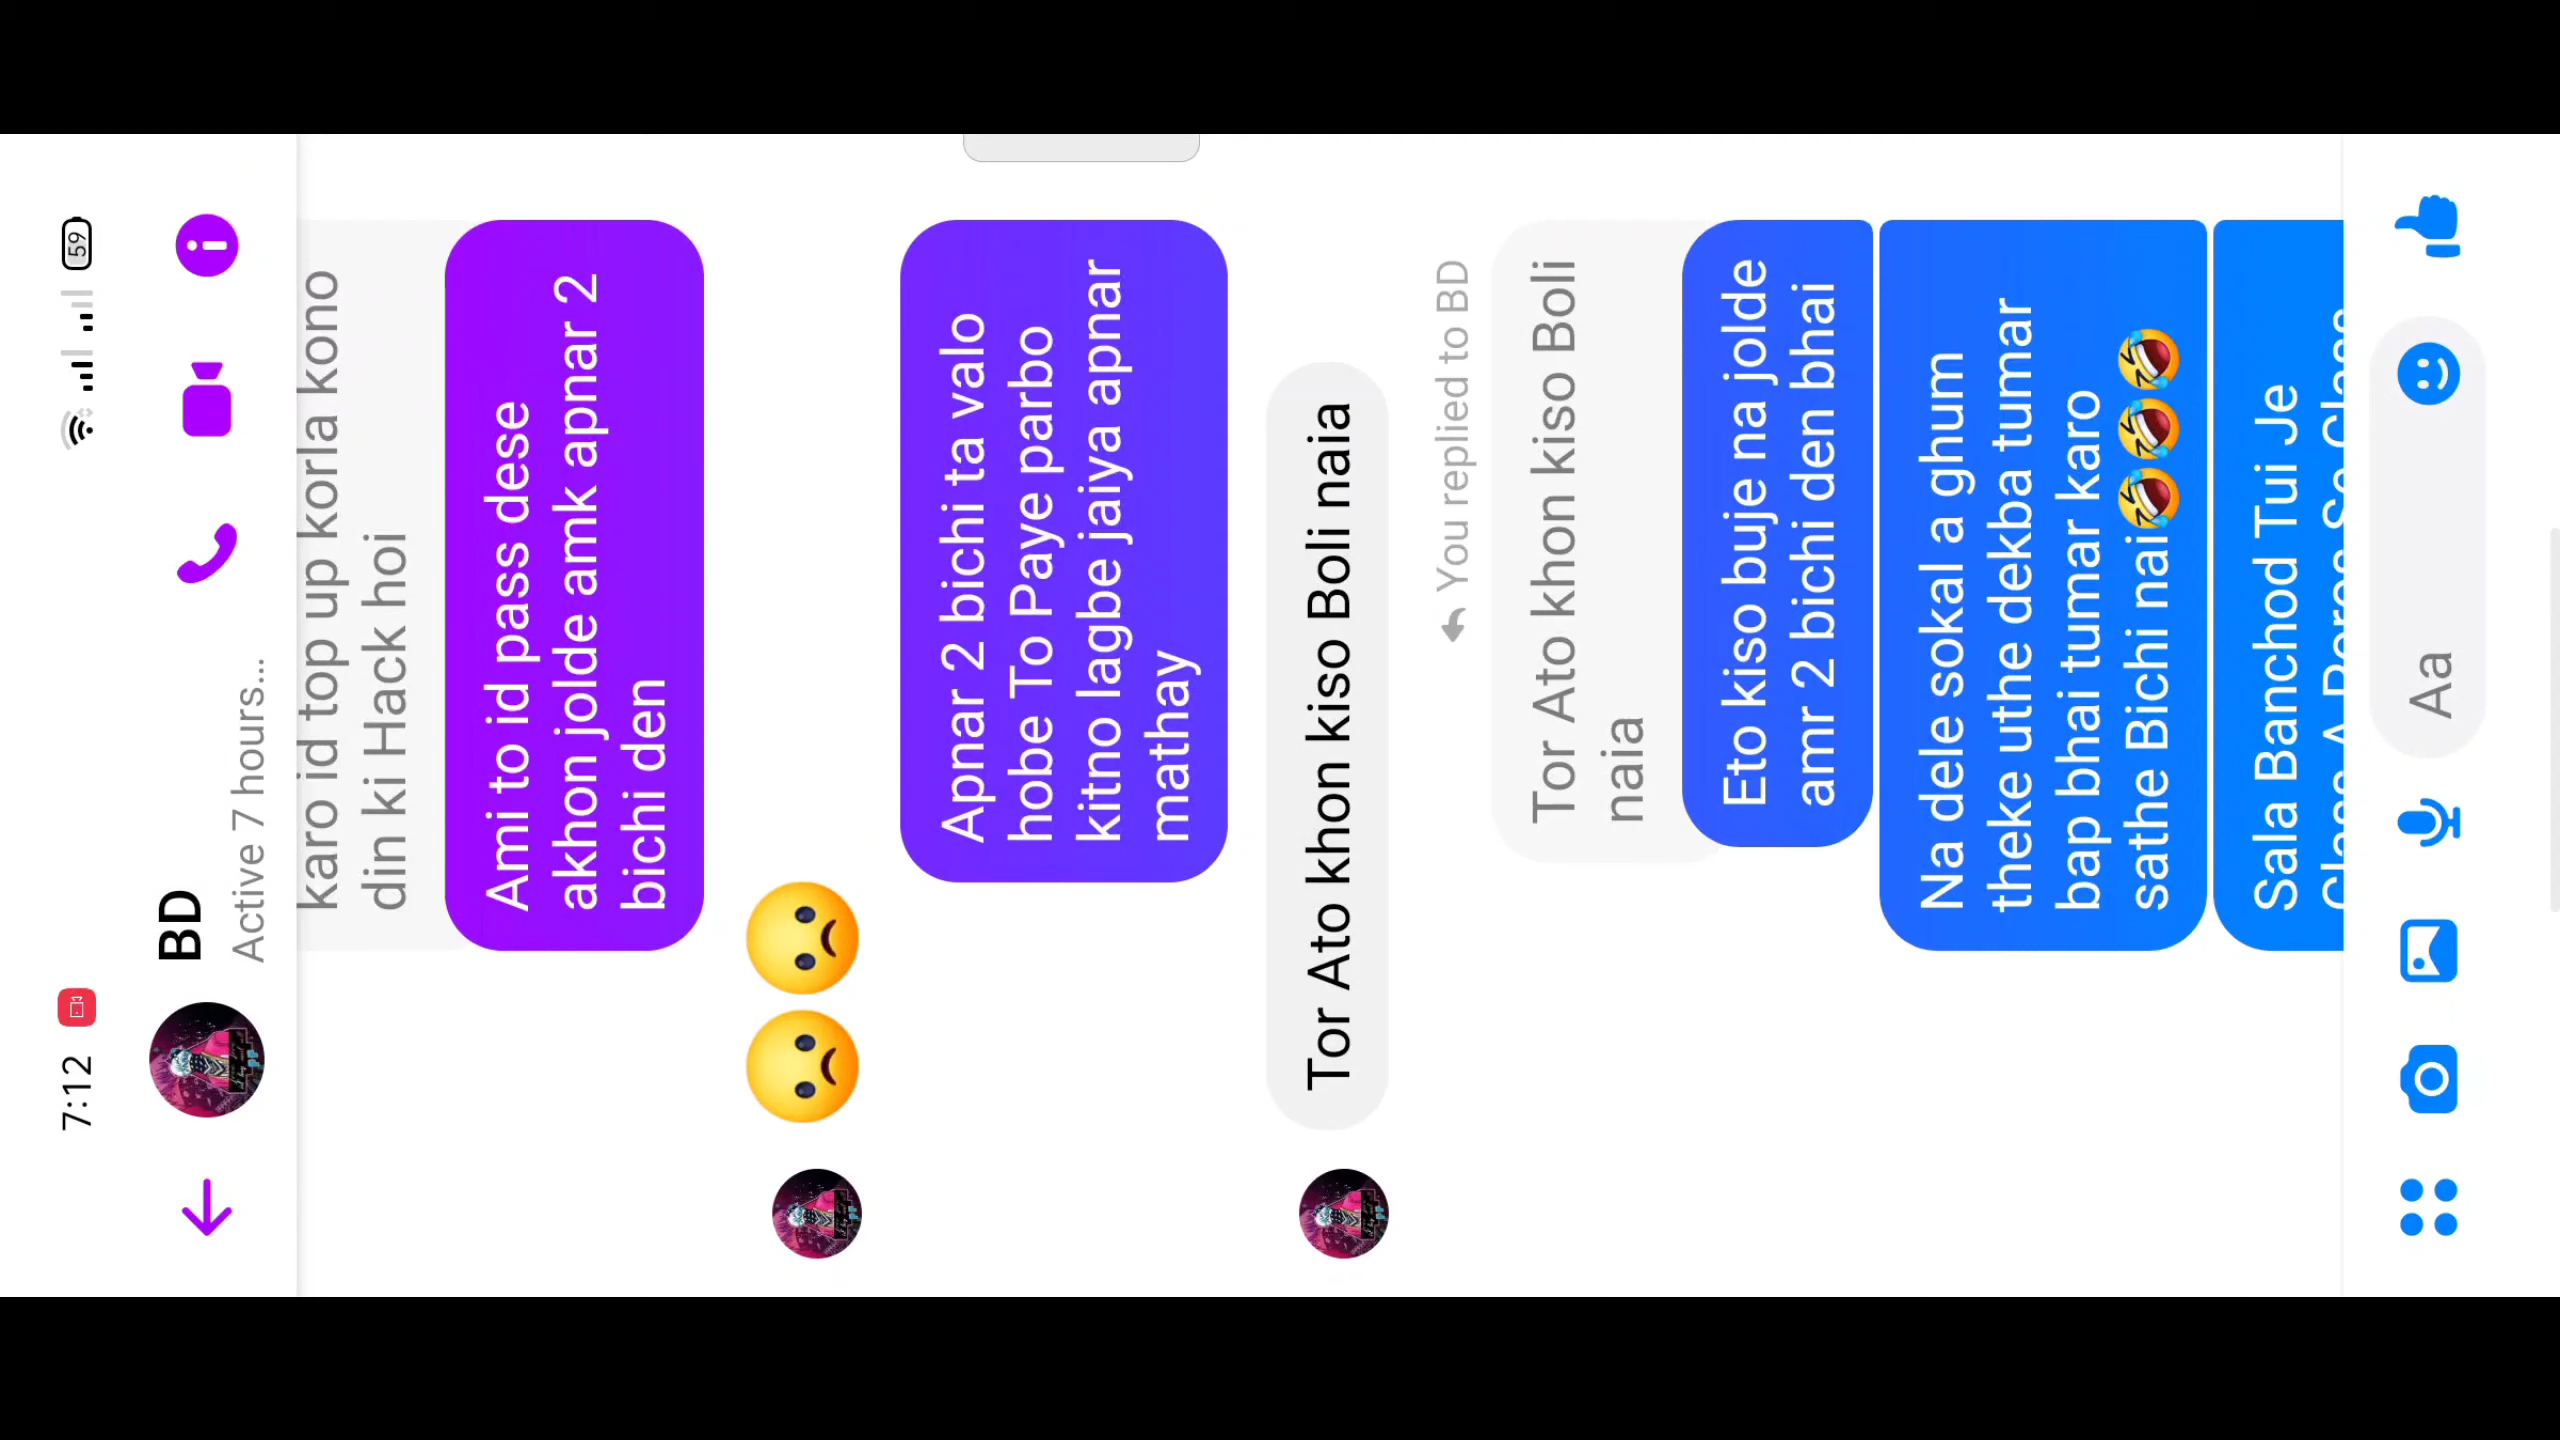 7:12
59
BD
Active 7 hours...
karo id top up korla kono
din ki Hack hoi
Ami to id pass dese
akhon jolde amk apnar 2
bichi den
Apnar 2 bichi ta valo
hobe To Paye parbo
kitno lagbe jaiya apnar
mathay
Tor Ato khon kiso Boli naia
You replied to BD
Tor Ato khon kiso Boli
naia
Eto kiso buje na jolde
amr 2 bichi den bhai
Na dele sokal a ghum
theke uthe dekba tumar
bap bhai tumar karo
sathe Bichi nai🤣🤣🤣
Sala Banchod Tui Je
Aa